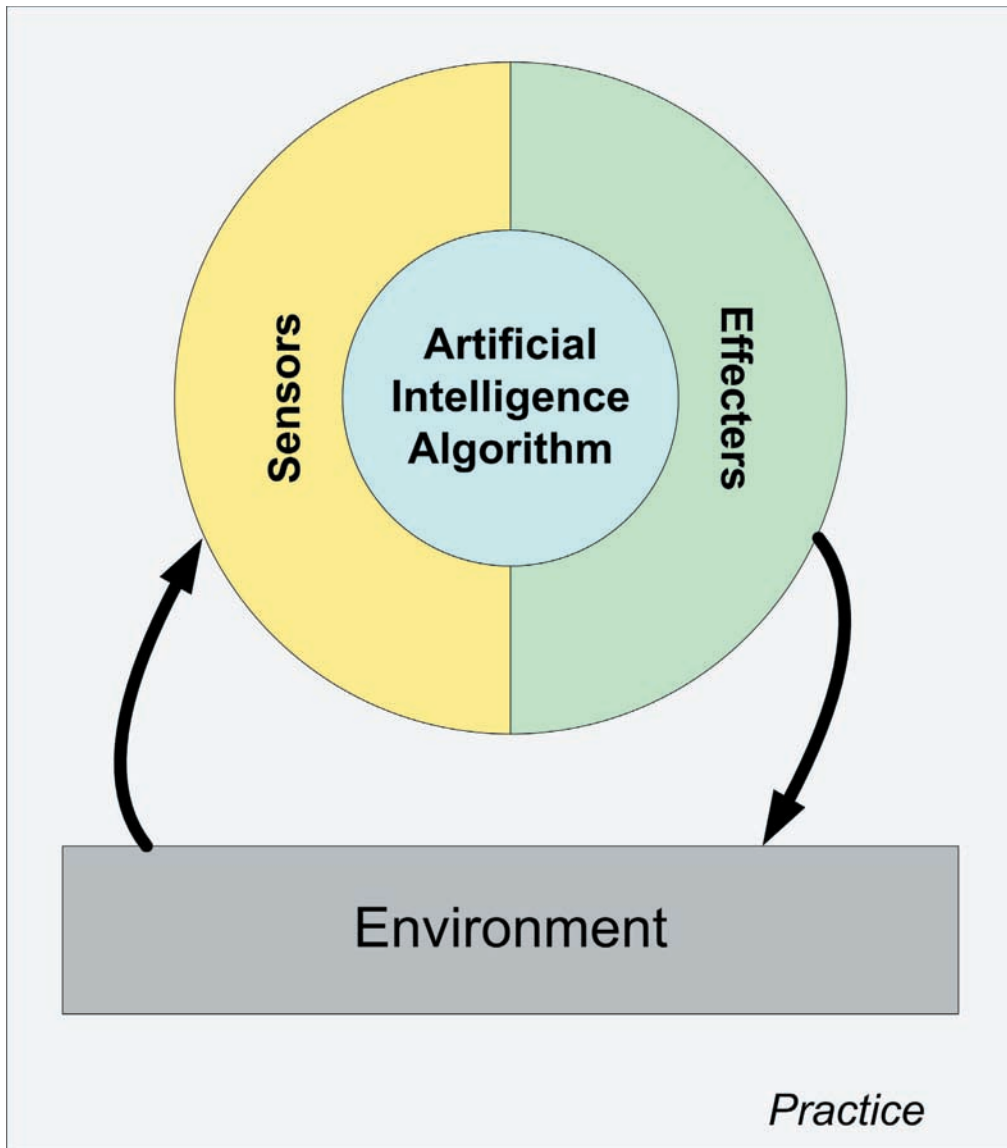 Sensors
Artificial
Intelligence
Algorithm
Effecters
Environment
Practice